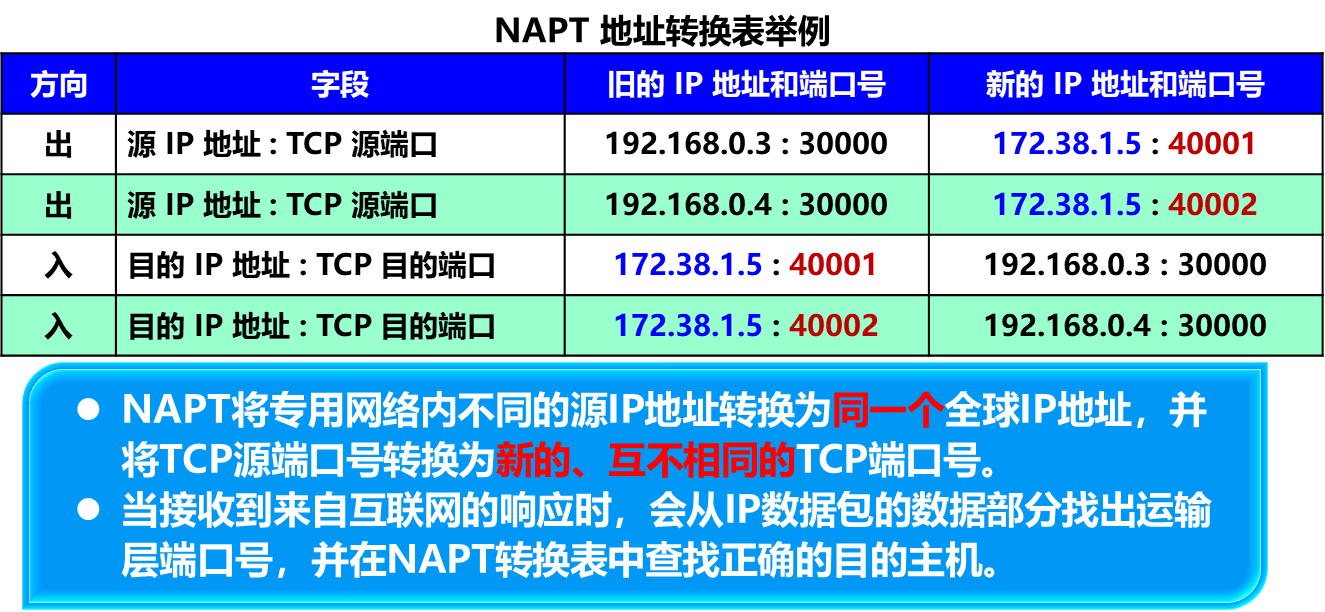 NAPT 地址转换表举例
方向 字段 旧的 IP 地址和端口号 新的 IP 地址和端口号
出 源 IP 地址 : TCP 源端口 192.168.0.3 : 30000 172.38.1.5 : 40001
出 源 IP 地址 : TCP 源端口 192.168.0.4 : 30000 172.38.1.5 : 40002
入 目的 IP 地址 : TCP 目的端口 172.38.1.5 : 40001 192.168.0.3 : 30000
入 目的 IP 地址 : TCP 目的端口 172.38.1.5 : 40002 192.168.0.4 : 30000
● NAPT将专用网络内不同的源IP地址转换为同一个全球IP地址，并
将TCP源端口号转换为新的、互不相同的TCP端口号。
● 当接收到来自互联网的响应时，会从IP数据包的数据部分找出运输
层端口号，并在NAPT转换表中查找正确的目的主机。